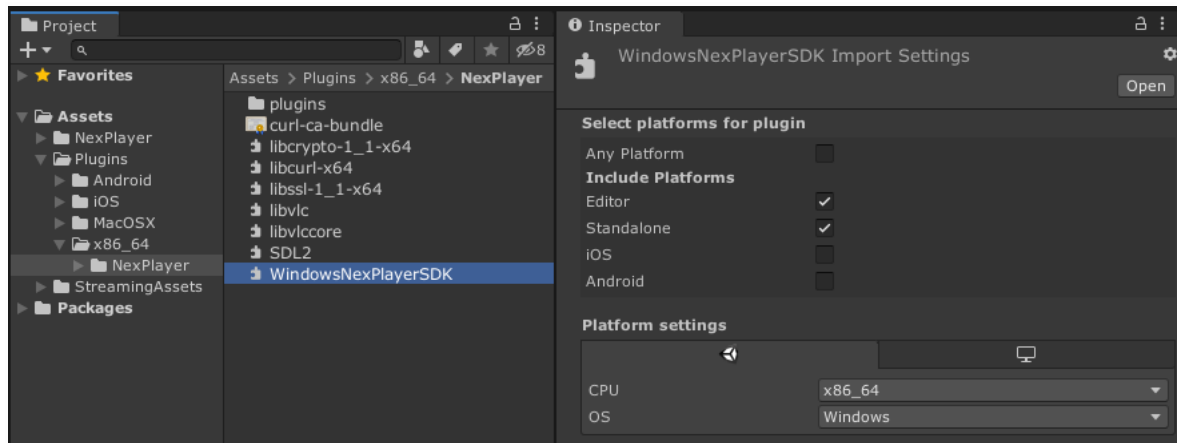 Project
8
Favorites
Assets
NexPlayer
Plugins
Android
iOS
MacOSX
x86_64
NexPlayer
StreamingAssets
Packages
Assets > Plugins > x86_64 > NexPlayer
plugins
curl-ca-bundle
libcrypto-1_1-x64
libcurl-x64
libssl-1_1-x64
libvlc
libvlccore
SDL2
WindowsNexPlayerSDK
Inspector
WindowsNexPlayerSDK Import Settings
Open
Select platforms for plugin
Any Platform
Include Platforms
Editor
Standalone
iOS
Android
Platform settings
CPU x86_64
OS Windows